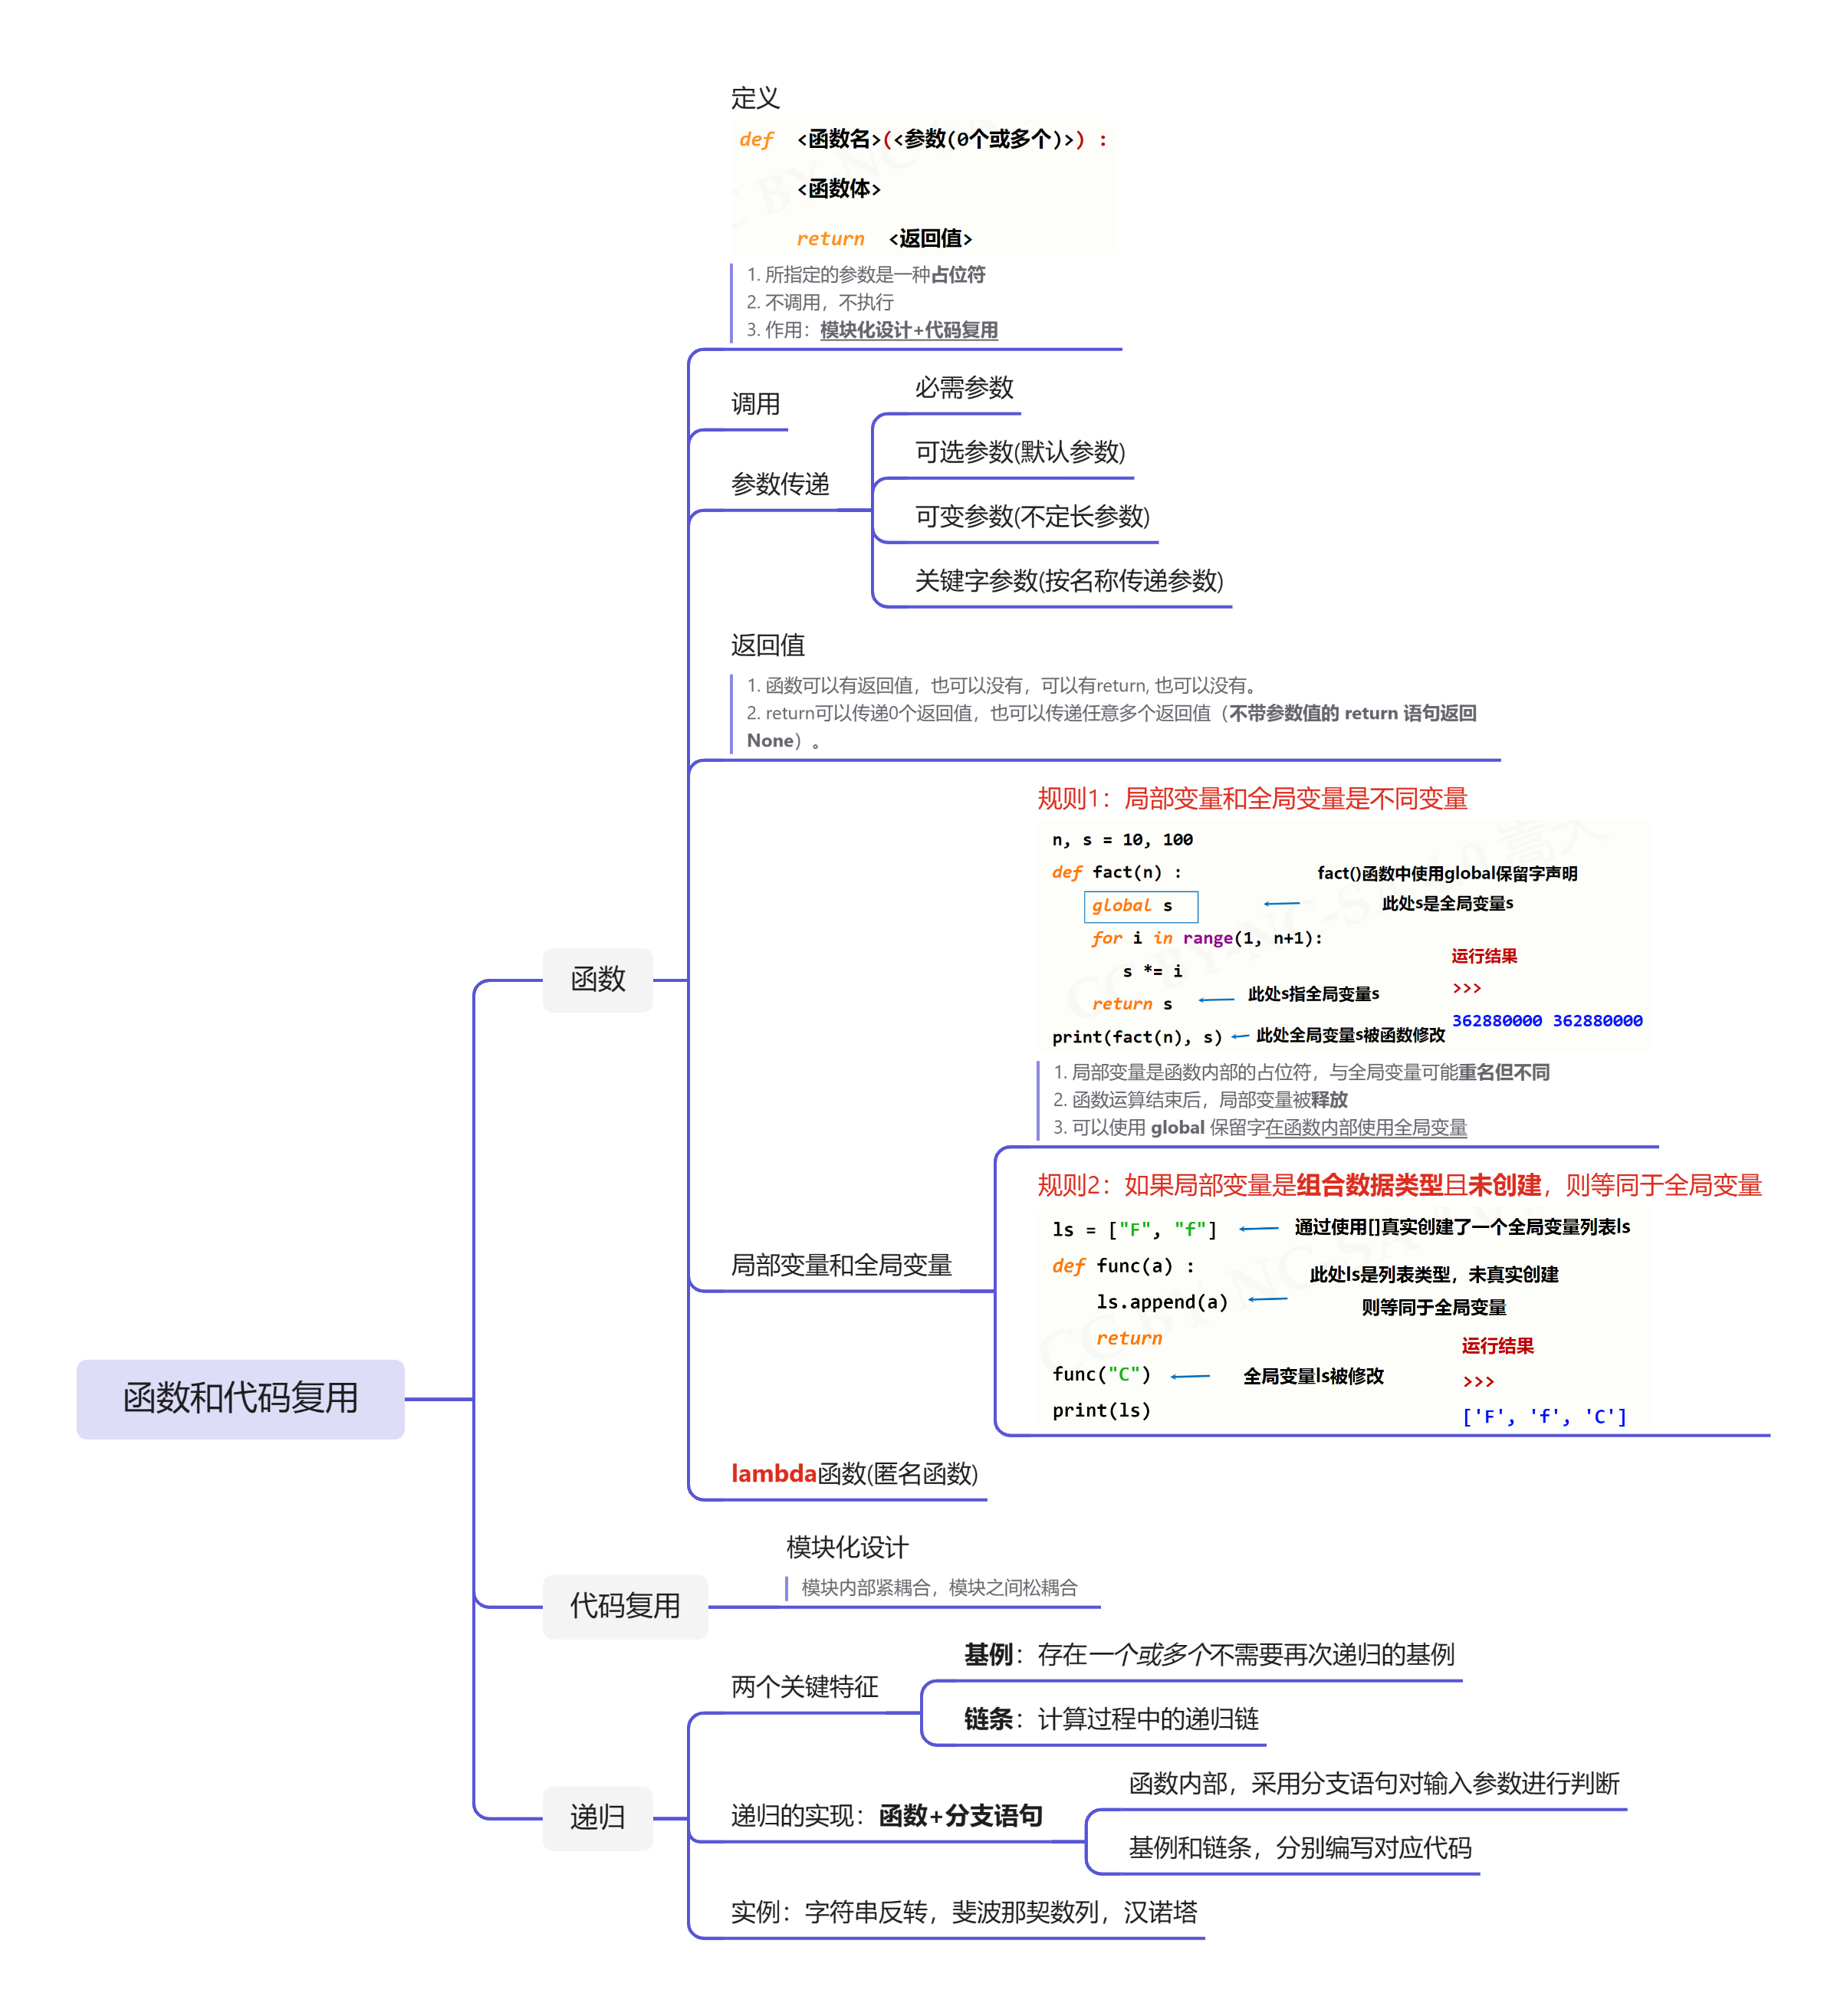 定义
def <函数名>(<参数(0个或多个)>) :
<函数体>
return <返回值>
1. 所指定的参数是一种占位符
2. 不调用，不执行
3. 作用：模块化设计+代码复用
调用
参数传递
必需参数
可选参数(默认参数)
可变参数(不定长参数)
关键字参数(按名称传递参数)
返回值
1. 函数可以有返回值，也可以没有，可以有return, 也可以没有。
2. return可以传递0个返回值，也可以传递任意多个返回值（不带参数值的 return 语句返回
None）。
函数
局部变量和全局变量
规则1：局部变量和全局变量是不同变量
n, s = 10, 100
def fact(n) :
fact()函数中使用global保留字声明
global s
此处s是全局变量s
for i in range(1, n+1):
s *= i
运行结果
>>>
return s
此处s指全局变量s
362880000 362880000
print(fact(n), s)
此处全局变量s被函数修改
1. 局部变量是函数内部的占位符，与全局变量可能重名但不同
2. 函数运算结束后，局部变量被释放
3. 可以使用 global 保留字在函数内部使用全局变量
规则2：如果局部变量是组合数据类型且未创建，则等同于全局变量
ls = ["F", "f"]
通过使用[]真实创建了一个全局变量列表ls
def func(a) :
此处ls是列表类型，未真实创建
ls.append(a)
则等同于全局变量
return
运行结果
func("C")
全局变量ls被修改
>>>
print(ls)
['F', 'f', 'C']
lambda函数(匿名函数)
函数和代码复用
代码复用
模块化设计
模块内部紧耦合，模块之间松耦合
递归
两个关键特征
基例：存在一个或多个不需要再次递归的基例
链条：计算过程中的递归链
递归的实现：函数+分支语句
函数内部，采用分支语句对输入参数进行判断
基例和链条，分别编写对应代码
实例：字符串反转，斐波那契数列，汉诺塔